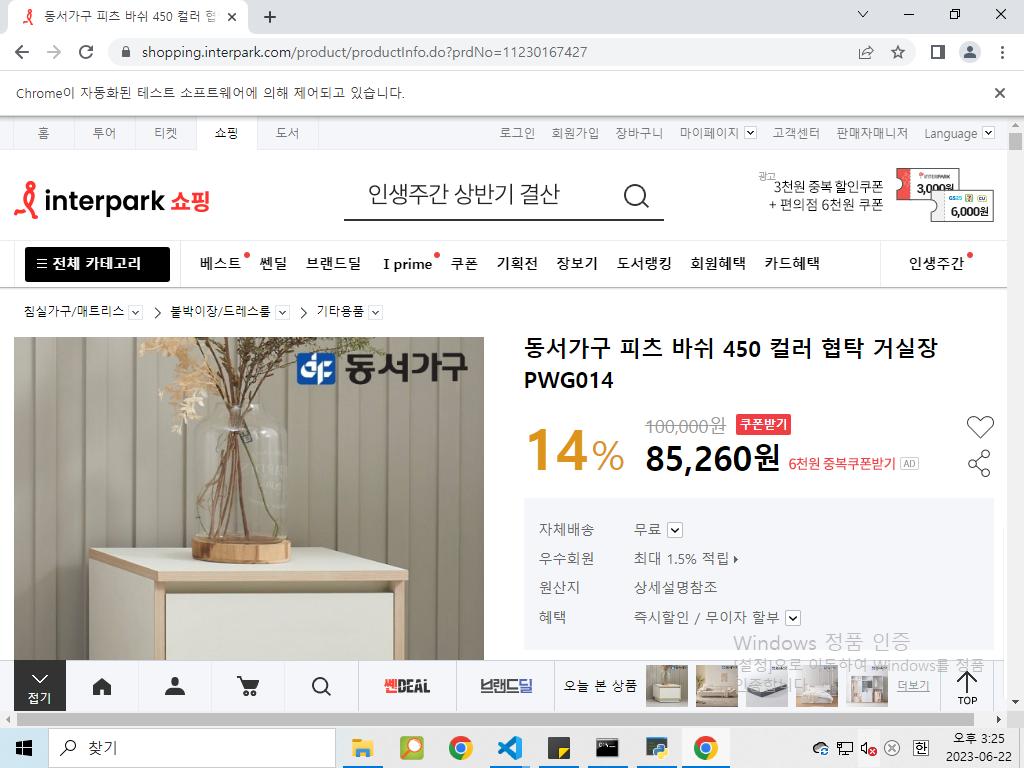 동서가구 피츠 바쉬 450 컬러 협
shopping.interpark.com/product/productInfo.do?prdNo=11230167427
Chrome이 자동화된 테스트 소프트웨어에 의해 제어되고 있습니다.
홈 투어 티켓 쇼핑 도서 로그인 회원가입 장바구니 마이페이지 고객센터 판매자매니저 Language
interpark 쇼핑
인생주간 상반기 결산
광고
3천원 중복 할인쿠폰
+ 편의점 6천원 쿠폰
INTERPARK
3,000원
GS25 CU
6,000원
전체 카테고리 베스트 쎈딜 브랜드딜 I prime 쿠폰 기획전 장보기 도서랭킹 회원혜택 카드혜택 인생주간
침실가구/매트리스 붙박이장/드레스룸 기타용품
동서가구
동서가구 피츠 바쉬 450 컬러 협탁 거실장
PWG014
14%
100,000원 쿠폰받기
85,260원 6천원 중복쿠폰받기 AD
자체배송 무료
우수회원 최대 1.5% 적립
원산지 상세설명참조
혜택 즉시할인 / 무이자 할부
Windows 정품 인증
[설정]으로 이동하여 Windows를 정품
인증합니다.
접기
쎈DEAL
브랜드딜
오늘 본 상품
더보기
TOP
찾기
한
오후 3:25
2023-06-22